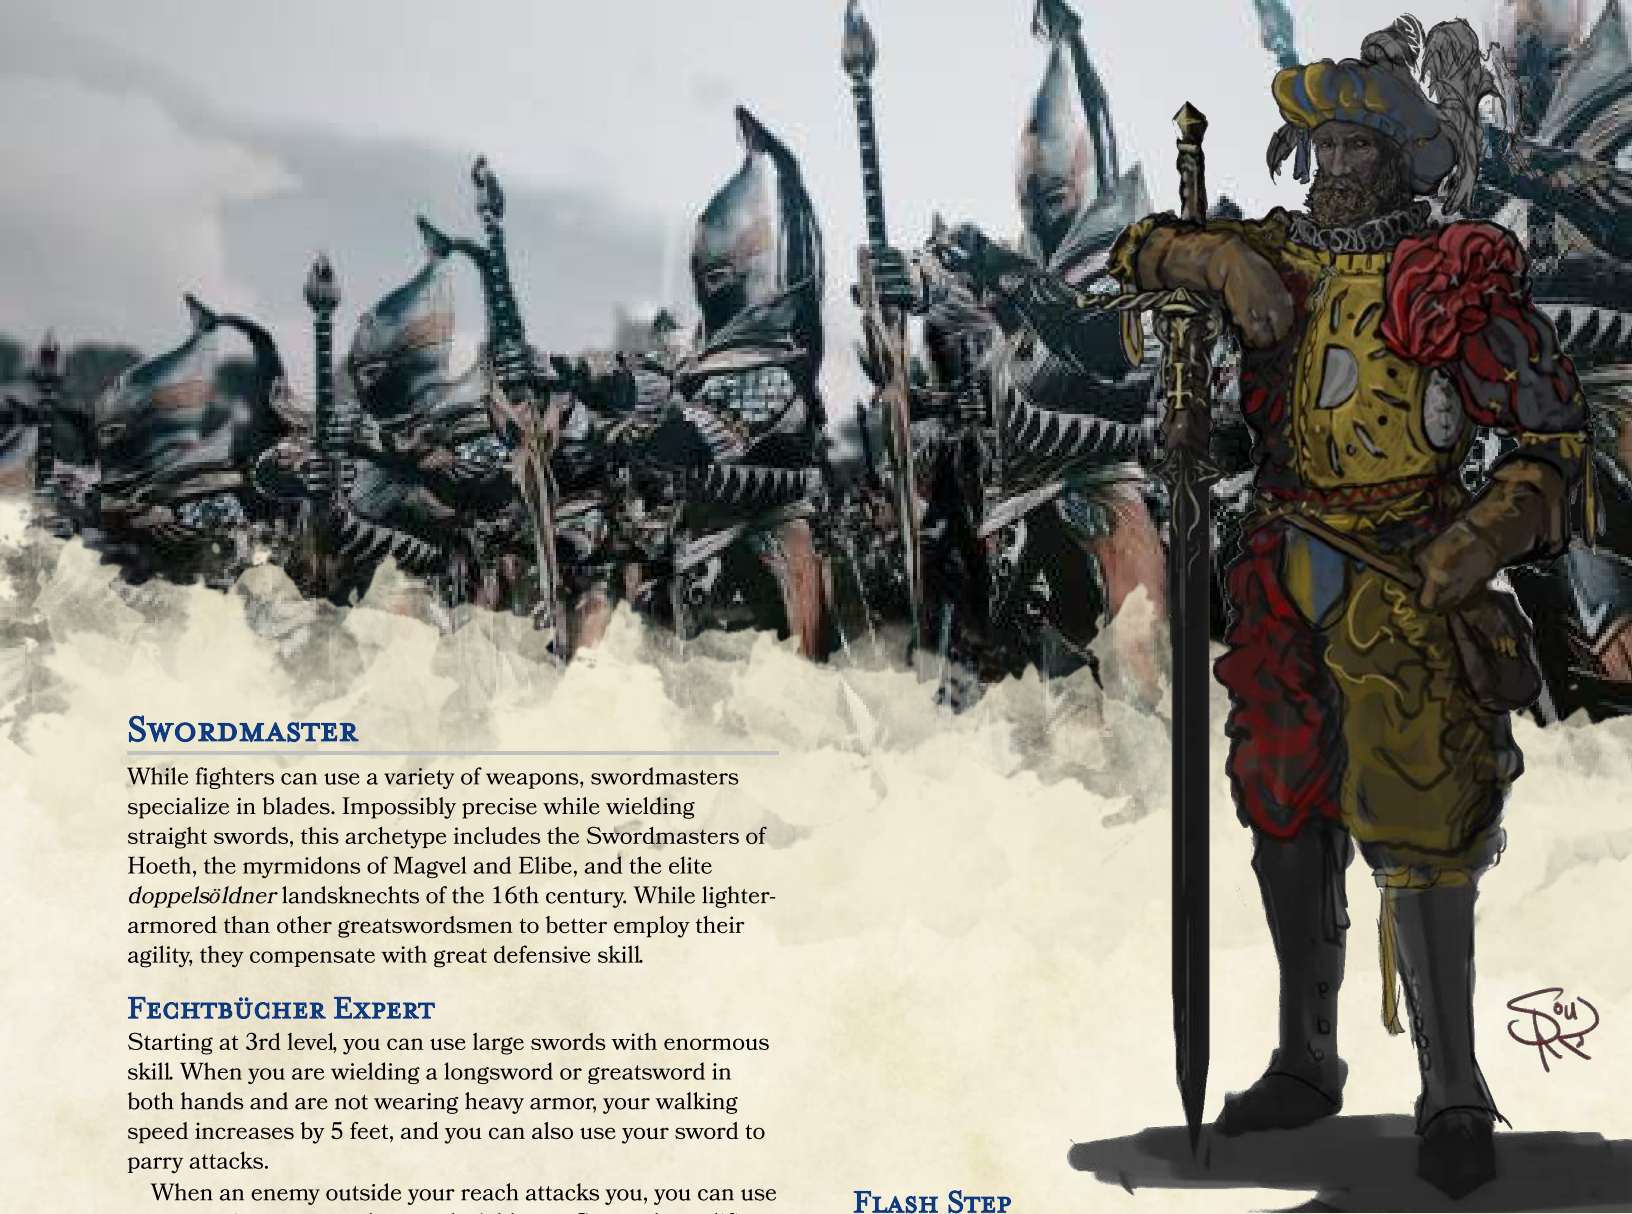 Swordmaster
While fighters can use a variety of weapons, swordmasters
specialize in blades. Impossibly precise while wielding
straight swords, this archetype includes the Swordmasters of
Hoeth, the myrmidons of Magvel and Elibe, and the elite
doppelsöldner landsknechts of the 16th century. While lighter-
armored than other greatswordsmen to better employ their
agility, they compensate with great defensive skill.
Fechtbücher Expert
Starting at 3rd level, you can use large swords with enormous
skill. When you are wielding a longsword or greatsword in
both hands and are not wearing heavy armor, your walking
speed increases by 5 feet, and you can also use your sword to
parry attacks.
When an enemy outside your reach attacks you, you can use
Flash Step